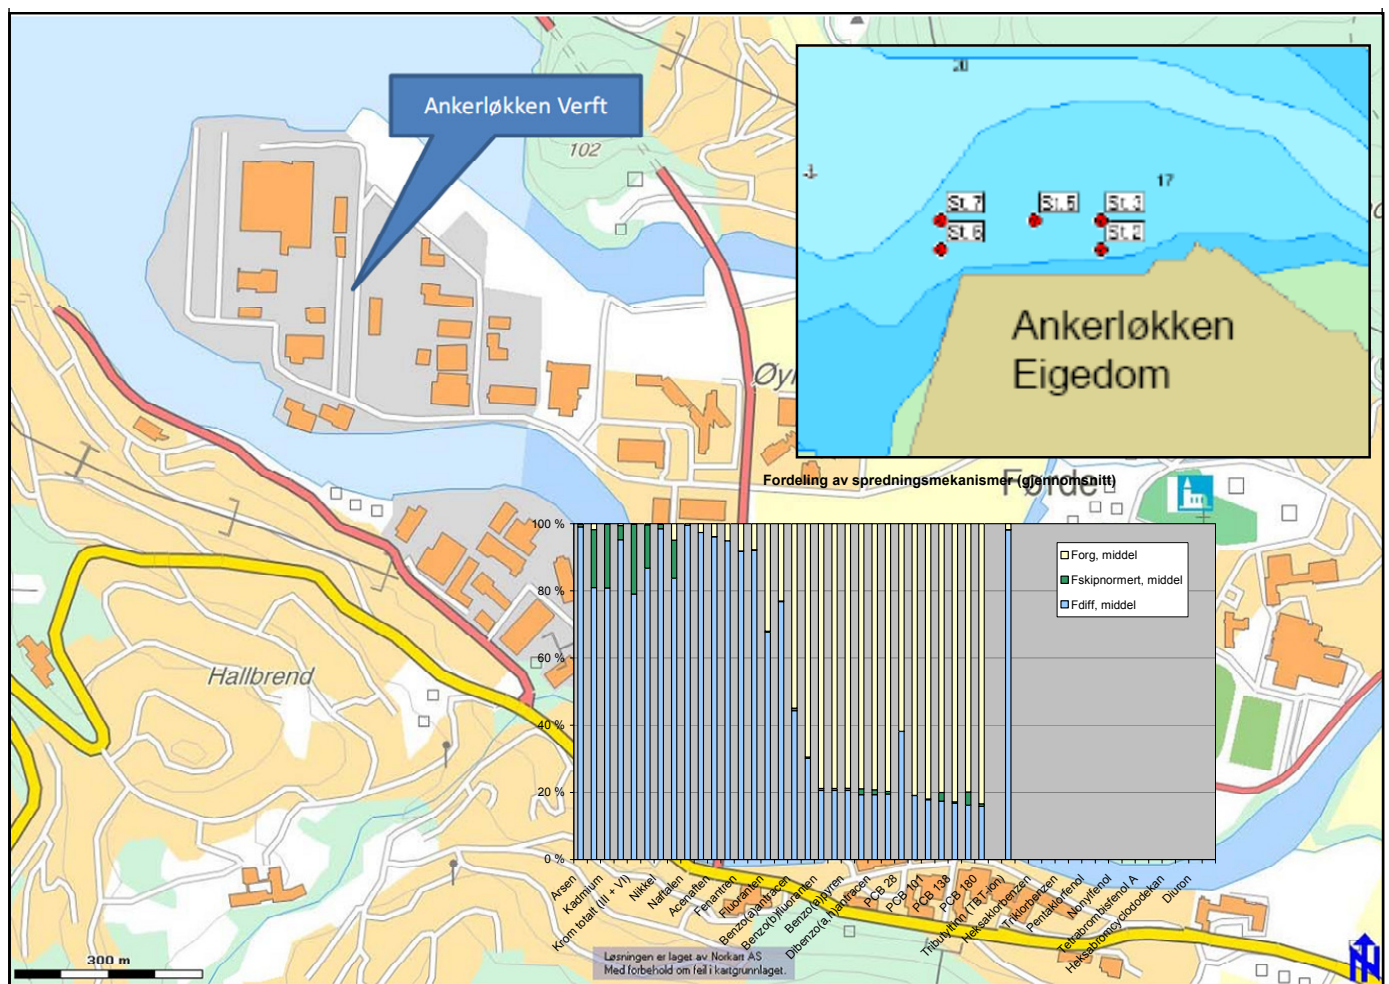 Ankerløkken Verft
102
20
17
St. 7
St. 6
St. 5
St. 3
St. 2
Ankerløkken
Eigedom
Førde
Hallbrend
Fordeling av spredningsmekanismer (gjennomsnitt)
100 %
80 %
60 %
40 %
20 %
0 %
Forg, middel
Fskipnormert, middel
Fdiff, middel
Arsen
Kadmium
Krom totalt (III + VI)
Nikkel
Naftalen
Acenaften
Fenantren
Fluoranten
Benzo(a)antracen
Benzo(b)fluoranten
Benzo(a)pyren
Dibenzo(a,h)antracen
PCB 28
PCB 101
PCB 138
PCB 180
Tributyltinn (TBT-ion)
Heksaklorbenzen
Triklorbenzen
Pentaklorfenol
Nonylfenol
Tetrabrombisfenol A
Heksabromcyclododekan
Diuron
300 m
Løsningen er laget av Norkart AS
Med forbehold om feil i kartgrunnlaget.
N